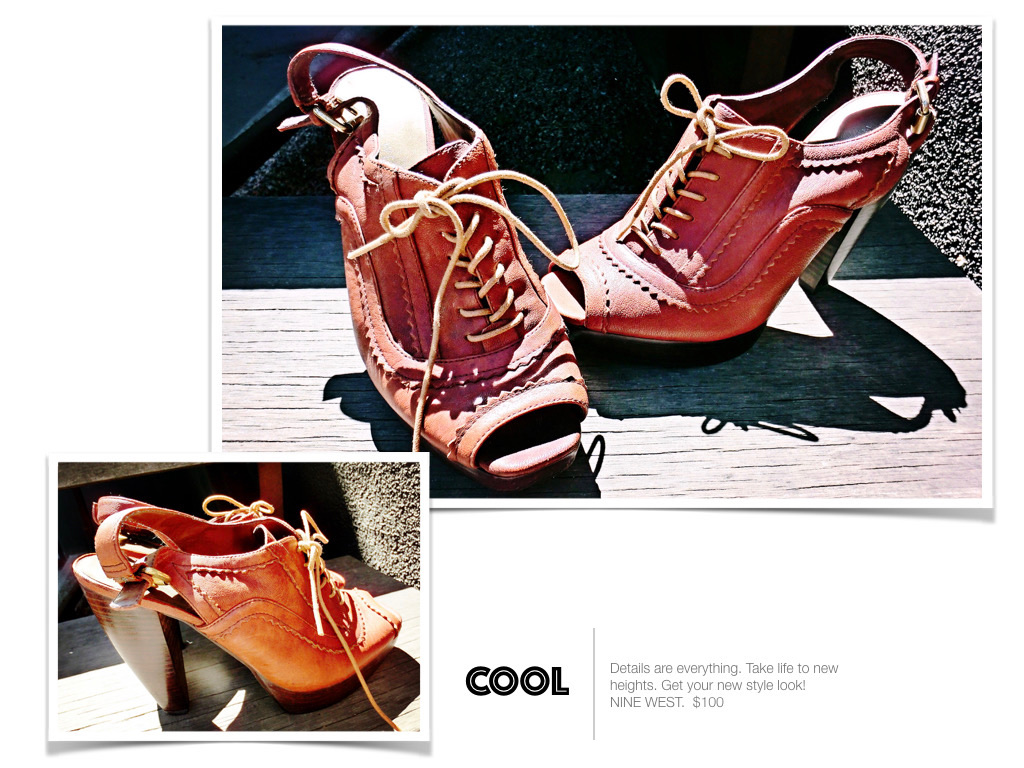 COOL
Details are everything. Take life to new
heights. Get your new style look!
NINE WEST.  $100